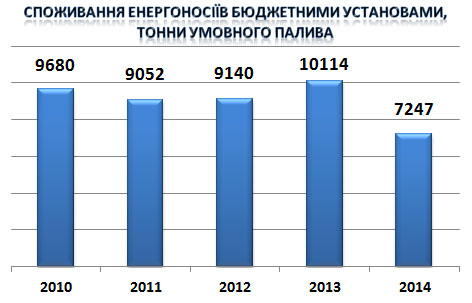 СПОЖИВАННЯ ЕНЕРГОНОСІЇВ БЮДЖЕТНИМИ УСТАНОВАМИ,
ТОННИ УМОВНОГО ПАЛИВА
9680 9052 9140 10114 7247
2010 2011 2012 2013 2014